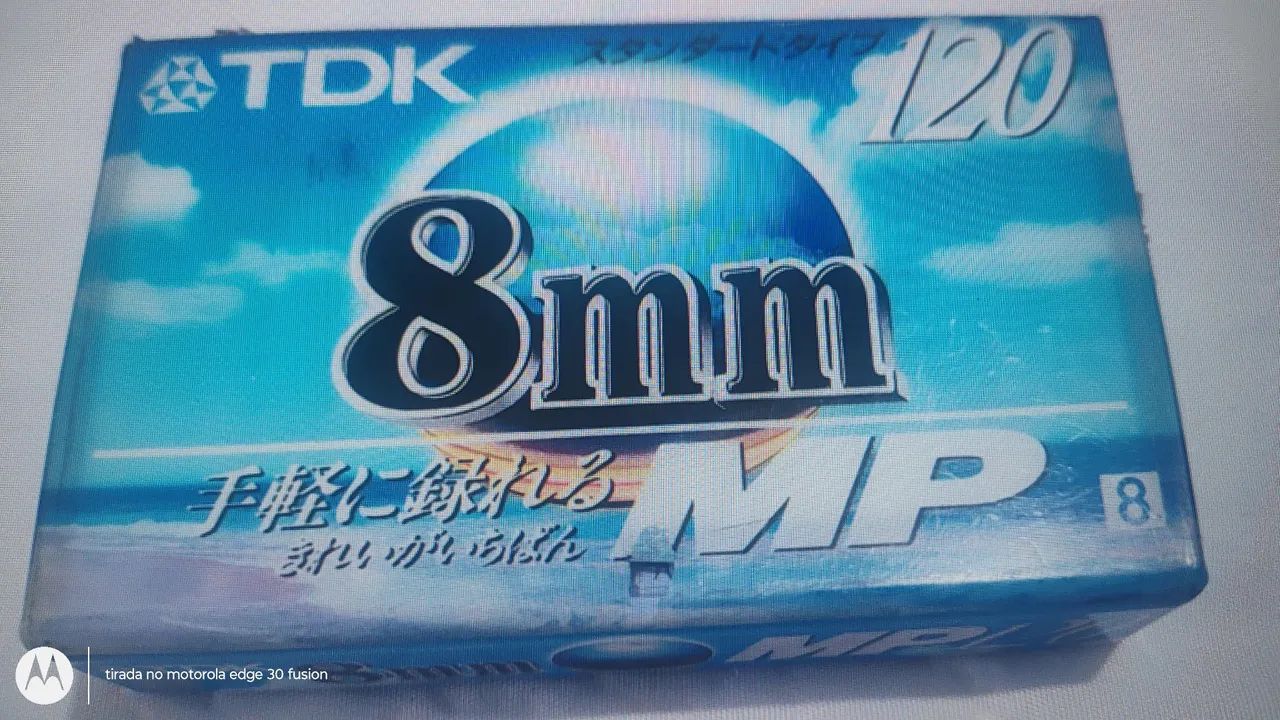 TDK
スタンダードタイプ
120
8mm
MP
手軽に録れる
きれいがいちばん
8
8mm
MP
tirada no motorola edge 30 fusion